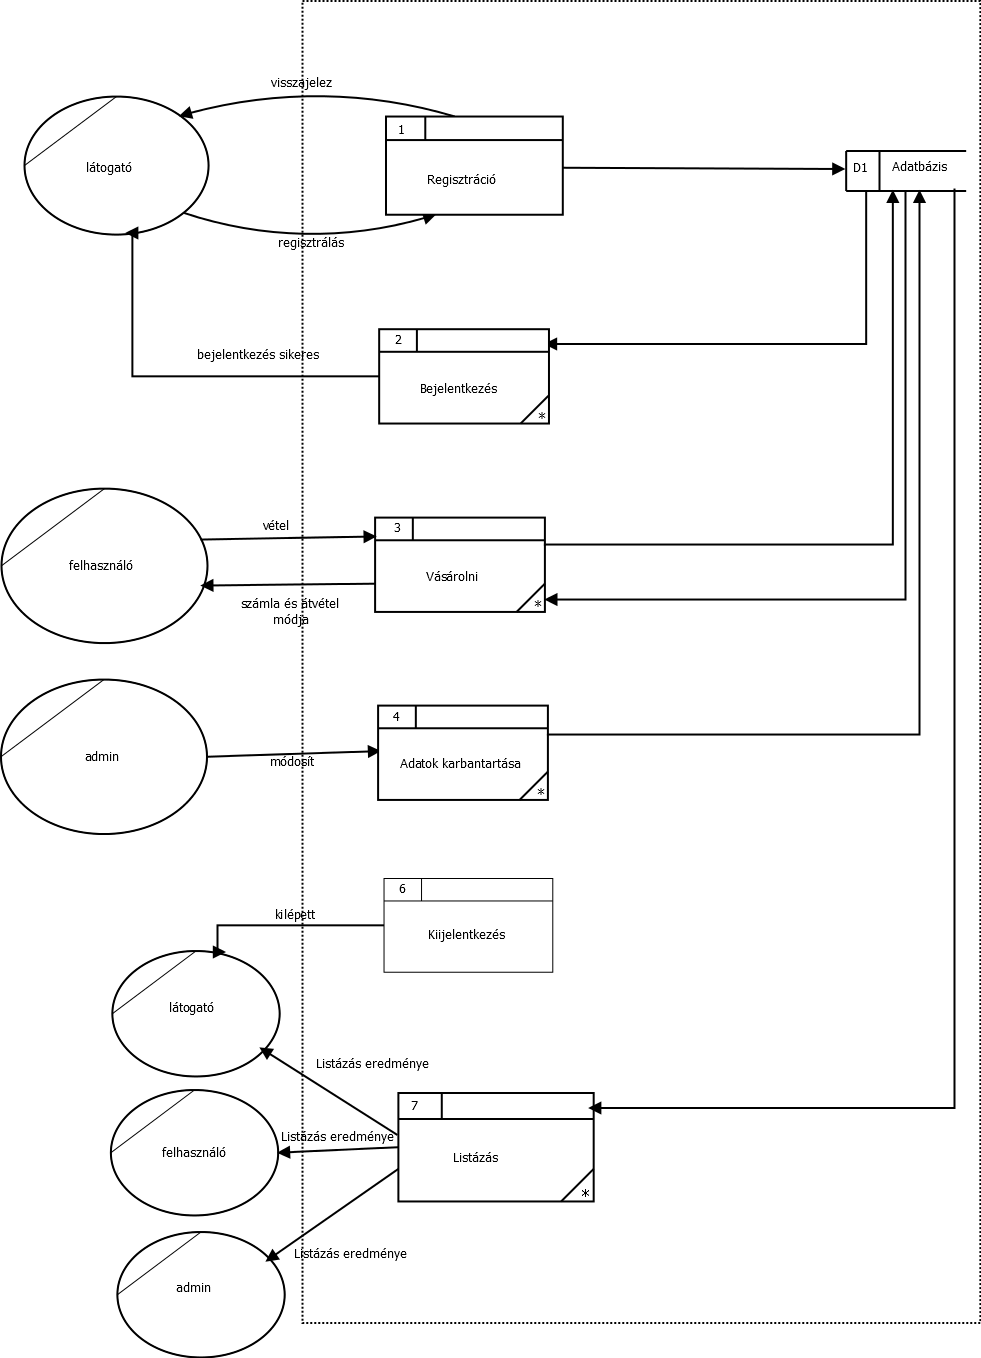 visszajelez
1
látogató
Regisztráció
D1
Adatbázis
regisztrálás
2
bejelentkezés sikeres
Bejelentkezés
*
vétel
3
felhasználó
Vásárolni
számla és átvétel
módja
*
4
admin
módosít
Adatok karbantartása
*
6
kilépett
Kiijelentkezés
látogató
Listázás eredménye
7
Listázás eredménye
felhasználó
Listázás
*
Listázás eredménye
admin